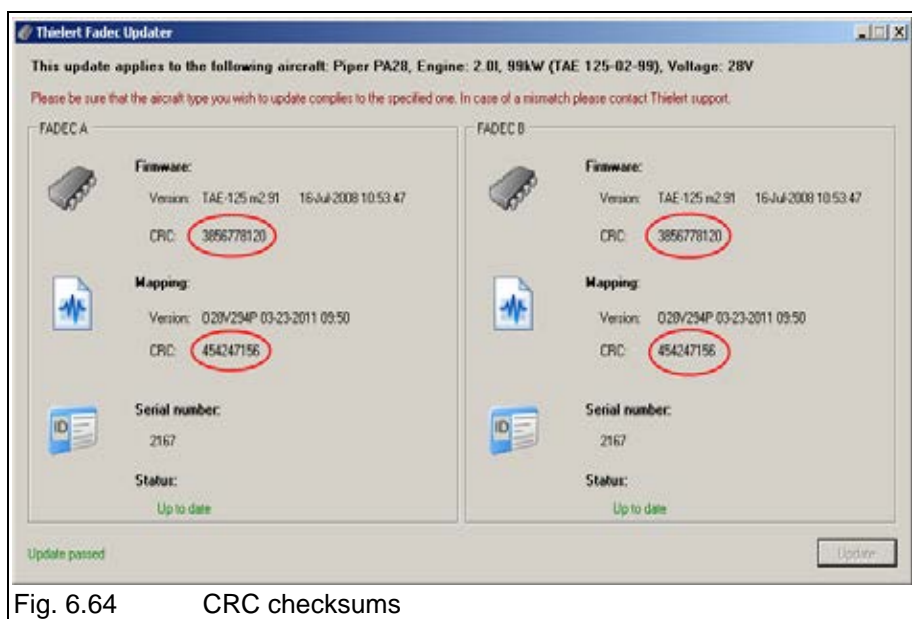 Thielert Fadec Updater
This update applies to the following aircraft: Piper PA28, Engine: 2.0l, 99kW (TAE 125-02-99), Voltage: 28V
Please be sure that the aircraft type you wish to update complies to the specified one. In case of a mismatch please contact Thielert support.
FADEC A
Firmware:
Version: TAE-125 m2.91 16-Jul-2008 10:53:47
CRC: 3856778120
Mapping:
Version: O28V294P 03-23-2011 09:50
CRC: 454247156
Serial number:
2167
Status:
Up to date
FADEC B
Firmware:
Version: TAE-125 m2.91 16-Jul-2008 10:53:47
CRC: 3856778120
Mapping:
Version: O28V294P 03-23-2011 09:50
CRC: 454247156
Serial number:
2167
Status:
Up to date
ID
ID
Update passed
Update
Fig. 6.64 CRC checksums